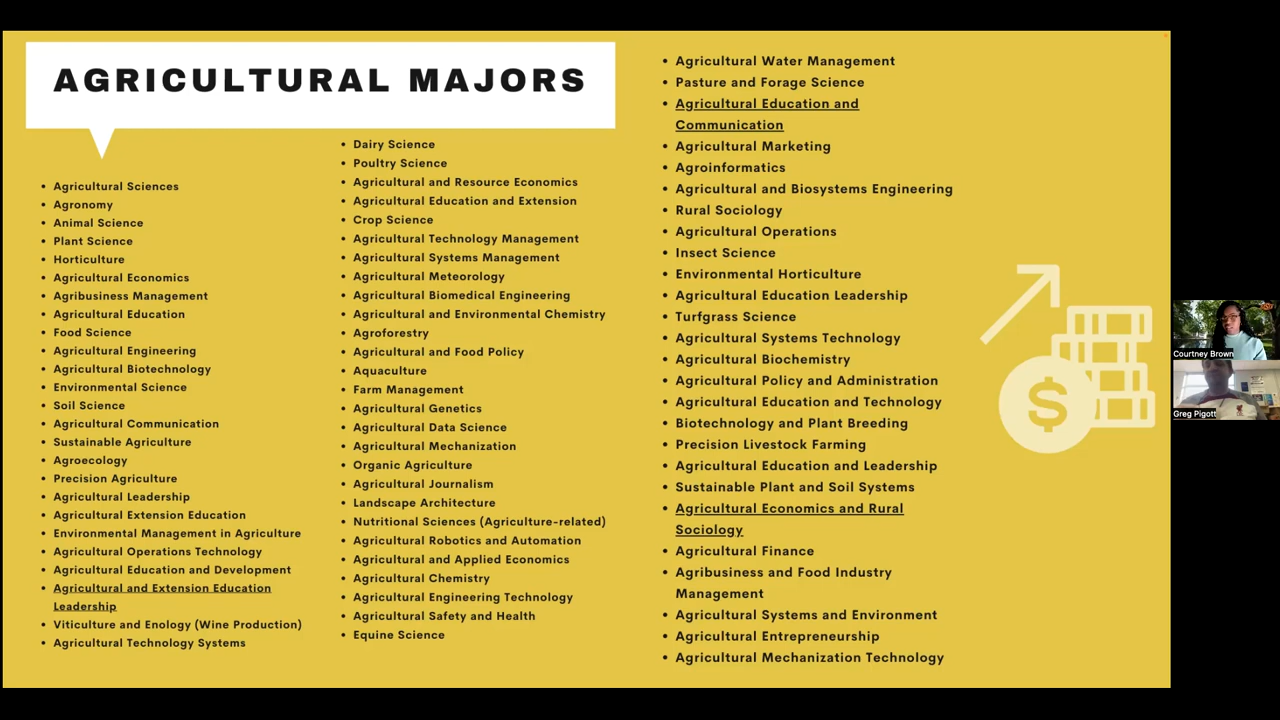 AGRICULTURAL MAJORS
• Agricultural Sciences
• Agronomy
• Animal Science
• Plant Science
• Horticulture
• Agricultural Economics
• Agribusiness Management
• Agricultural Education
• Food Science
• Agricultural Engineering
• Agricultural Biotechnology
• Environmental Science
• Soil Science
• Agricultural Communication
• Sustainable Agriculture
• Agroecology
• Precision Agriculture
• Agricultural Leadership
• Agricultural Extension Education
• Environmental Management in Agriculture
• Agricultural Operations Technology
• Agricultural Education and Development
• Agricultural and Extension Education
Leadership
• Viticulture and Enology (Wine Production)
• Agricultural Technology Systems
• Dairy Science
• Poultry Science
• Agricultural and Resource Economics
• Agricultural Education and Extension
• Crop Science
• Agricultural Technology Management
• Agricultural Systems Management
• Agricultural Meteorology
• Agricultural Biomedical Engineering
• Agricultural and Environmental Chemistry
• Agroforestry
• Agricultural and Food Policy
• Aquaculture
• Farm Management
• Agricultural Genetics
• Agricultural Data Science
• Agricultural Mechanization
• Organic Agriculture
• Agricultural Journalism
• Landscape Architecture
• Nutritional Sciences (Agriculture-related)
• Agricultural Robotics and Automation
• Agricultural and Applied Economics
• Agricultural Chemistry
• Agricultural Engineering Technology
• Agricultural Safety and Health
• Equine Science
• Agricultural Water Management
• Pasture and Forage Science
• Agricultural Education and
Communication
• Agricultural Marketing
• Agroinformatics
• Agricultural and Biosystems Engineering
• Rural Sociology
• Agricultural Operations
• Insect Science
• Environmental Horticulture
• Agricultural Education Leadership
• Turfgrass Science
• Agricultural Systems Technology
• Agricultural Biochemistry
• Agricultural Policy and Administration
• Agricultural Education and Technology
• Biotechnology and Plant Breeding
• Precision Livestock Farming
• Agricultural Education and Leadership
• Sustainable Plant and Soil Systems
• Agricultural Economics and Rural
Sociology
• Agricultural Finance
• Agribusiness and Food Industry
Management
• Agricultural Systems and Environment
• Agricultural Entrepreneurship
• Agricultural Mechanization Technology
$
Courtney Brown
Greg Pigott